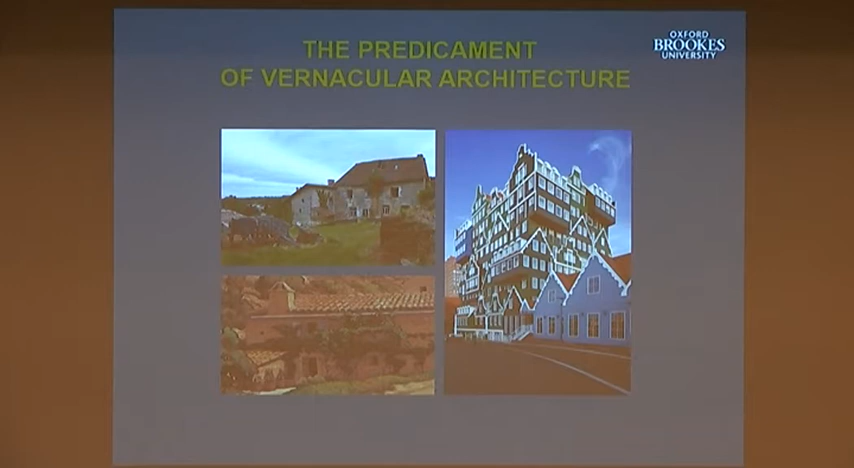 THE PREDICAMENT
OF VERNACULAR ARCHITECTURE
OXFORD
BROOKES
UNIVERSITY